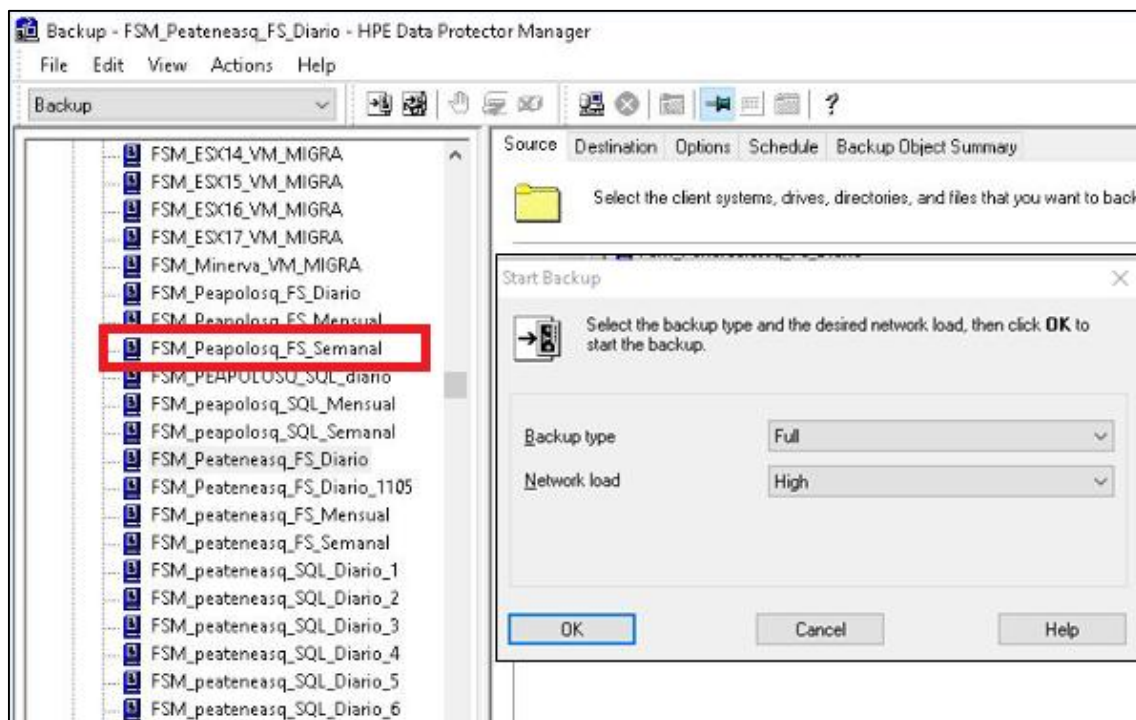 Backup - FSM_Peateneasq_FS_Diario - HPE Data Protector Manager
File Edit View Actions Help
Backup
?
FSM_ESX14_VM_MIGRA
FSM_ESX15_VM_MIGRA
FSM_ESX16_VM_MIGRA
FSM_ESX17_VM_MIGRA
FSM_Minerva_VM_MIGRA
FSM_Peapolosq_FS_Diario
FSM_Peapolosq_FS_Mensual
FSM_Peapolosq_FS_Semanal
FSM_PEAPOLOSQ_SQL_diario
FSM_peapolosq_SQL_Mensual
FSM_peapolosq_SQL_Semanal
FSM_Peateneasq_FS_Diario
FSM_Peateneasq_FS_Diario_1105
FSM_peateneasq_FS_Mensual
FSM_peateneasq_FS_Semanal
FSM_peateneasq_SQL_Diario_1
FSM_peateneasq_SQL_Diario_2
FSM_peateneasq_SQL_Diario_3
FSM_peateneasq_SQL_Diario_4
FSM_peateneasq_SQL_Diario_5
FSM_peateneasq_SQL_Diario_6
Source Destination Options Schedule Backup Object Summary
Select the client systems, drives, directories, and files that you want to back
Start Backup
Select the backup type and the desired network load, then click OK to
start the backup.
Backup type Full
Network load High
OK Cancel Help